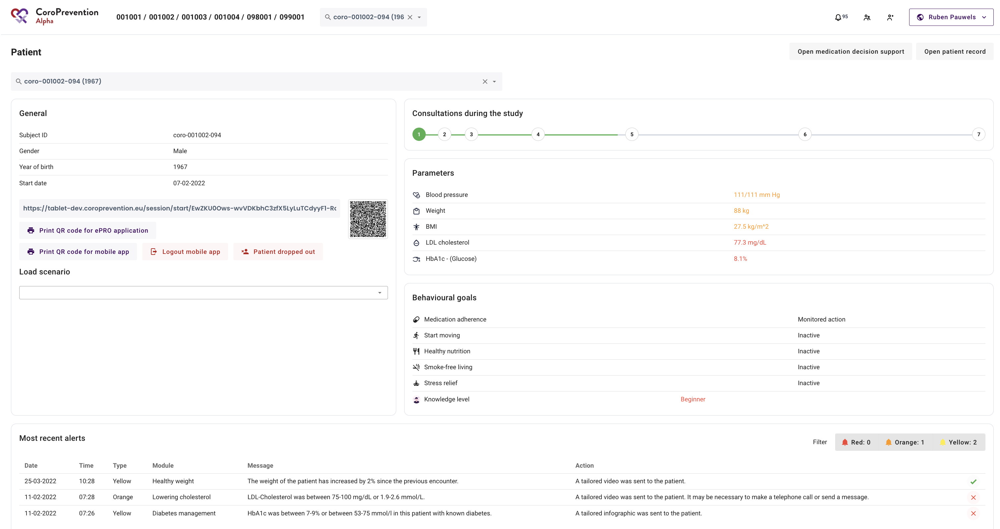 CoroPrevention
Alpha
001001 / 001002 / 001003 / 001004 / 098001 / 099001
coro-001002-094 (196
95
Ruben Pauwels
Patient
Open medication decision support
Open patient record
coro-001002-094 (1967)
General
Subject ID coro-001002-094
Gender Male
Year of birth 1967
Start date 07-02-2022
https://tablet-dev.coroprevention.eu/session/start/EwZKU0Ows-wvVDKbhC3zfX5LyLuTCdyyF1-Rc
Print QR code for ePRO application
Print QR code for mobile app
Logout mobile app
Patient dropped out
Load scenario
Consultations during the study
1 2 3 4 5 6 7
Parameters
Blood pressure 111/111 mm Hg
Weight 88 kg
BMI 27.5 kg/m^2
LDL cholesterol 77.3 mg/dL
HbA1c - (Glucose) 8.1%
Behavioural goals
Medication adherence Monitored action
Start moving Inactive
Healthy nutrition Inactive
Smoke-free living Inactive
Stress relief Inactive
Knowledge level Beginner
Most recent alerts
Filter Red: 0 Orange: 1 Yellow: 2
Date Time Type Module Message Action
25-03-2022 10:28 Yellow Healthy weight The weight of the patient has increased by 2% since the previous encounter. A tailored video was sent to the patient.
11-02-2022 07:28 Orange Lowering cholesterol LDL-Cholesterol was between 75-100 mg/dL or 1.9-2.6 mmol/L. A tailored video was sent to the patient. It may be necessary to make a telephone call or send a message.
11-02-2022 07:26 Yellow Diabetes management HbA1c was between 7-9% or between 53-75 mmol/l in this patient with known diabetes. A tailored infographic was sent to the patient.